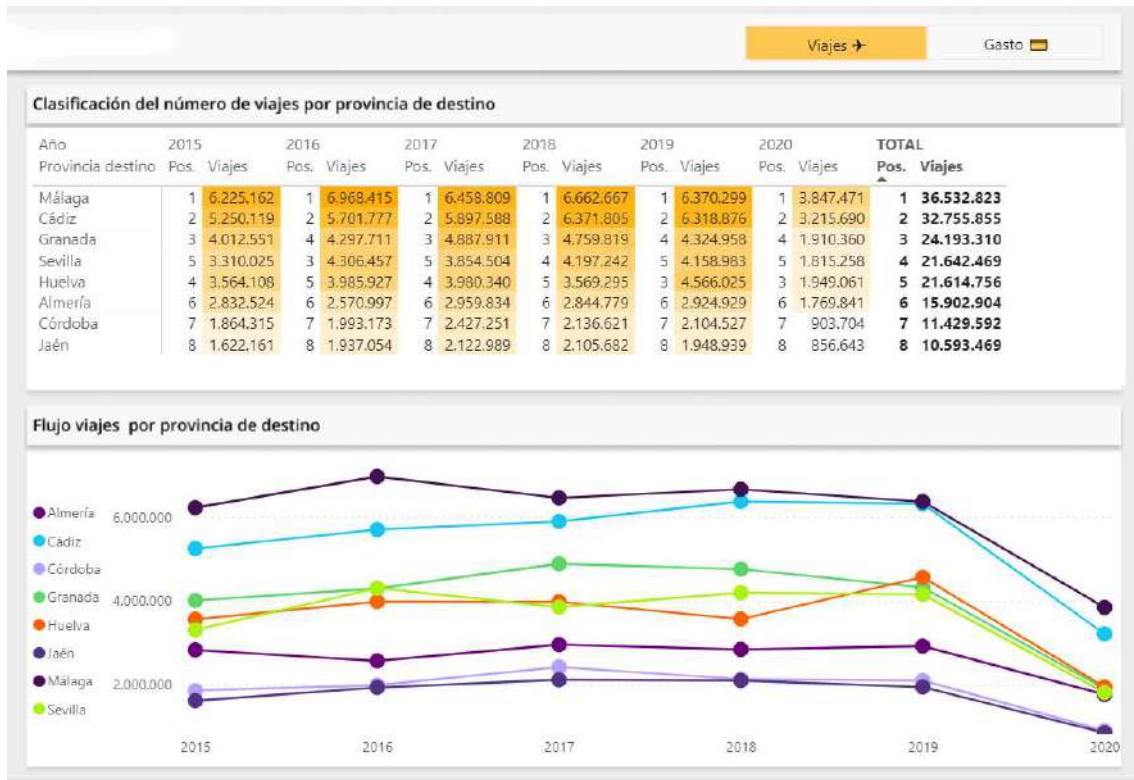 Viajes Gasto
Clasificación del número de viajes por provincia de destino
Año 2015 2016 2017 2018 2019 2020 TOTAL
Provincia destino Pos. Viajes Pos. Viajes Pos. Viajes Pos. Viajes Pos. Viajes Pos. Viajes Pos. Viajes
Málaga 1 6.225.162 1 6.968.415 1 6.458.809 1 6.662.667 1 6.370.299 1 3.847.471 1 36.532.823
Cádiz 2 5.250.119 2 5.701.777 2 5.897.588 2 6.371.805 2 6.318.876 2 3.215.690 2 32.755.855
Granada 3 4.012.551 4 4.297.711 3 4.887.911 3 4.759.819 4 4.324.958 4 1.910.360 3 24.193.310
Sevilla 5 3.310.025 3 4.306.457 5 3.854.504 4 4.197.242 5 4.158.983 5 1.815.258 4 21.642.469
Huelva 4 3.564.108 5 3.985.927 4 3.980.340 5 3.569.295 3 4.566.025 3 1.949.061 5 21.614.756
Almería 6 2.832.524 6 2.570.997 6 2.959.834 6 2.844.779 6 2.924.929 6 1.769.841 6 15.902.904
Córdoba 7 1.864.315 7 1.993.173 7 2.427.251 7 2.136.621 7 2.104.527 7 903.704 7 11.429.592
Jaén 8 1.622.161 8 1.937.054 8 2.122.989 8 2.105.682 8 1.948.939 8 856.643 8 10.593.469
Flujo viajes por provincia de destino
Almería
6.000.000
Cádiz
Córdoba
Granada
4.000.000
Huelva
Jaén
Málaga
2.000.000
Sevilla
2015 2016 2017 2018 2019 2020